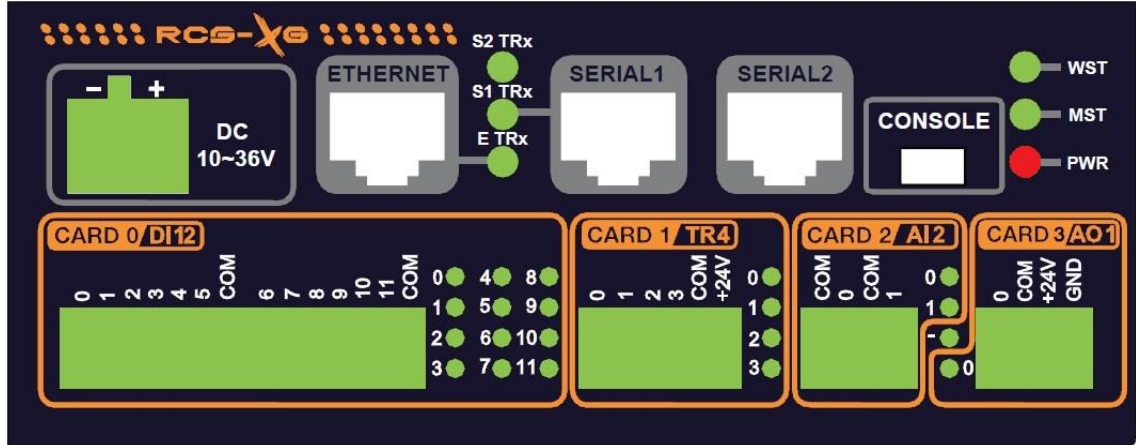 RCS-XG
S2 TRx
ETHERNET
SERIAL1
SERIAL2
WST
- +
S1 TRx
CONSOLE
MST
DC
10~36V
E TRx
PWR
CARD 0/DI12
CARD 1/TR4
CARD 2/AI2
CARD 3/AO1
0 1 2 3 4 5 COM 6 7 8 9 10 11 COM
0 4 8
1 5 9
2 6 10
3 7 11
0 1 2 3 COM +24V
0
1
2
3
COM 0 COM 1
0
1
-
0
0 COM +24V GND